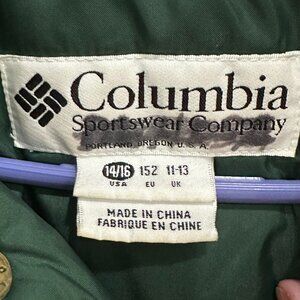 Columbia
Sportswear Company
PORTLAND, OREGON U.S.A.
14/16 152 11-13
USA EU UK
MADE IN CHINA
FABRIQUE EN CHINE